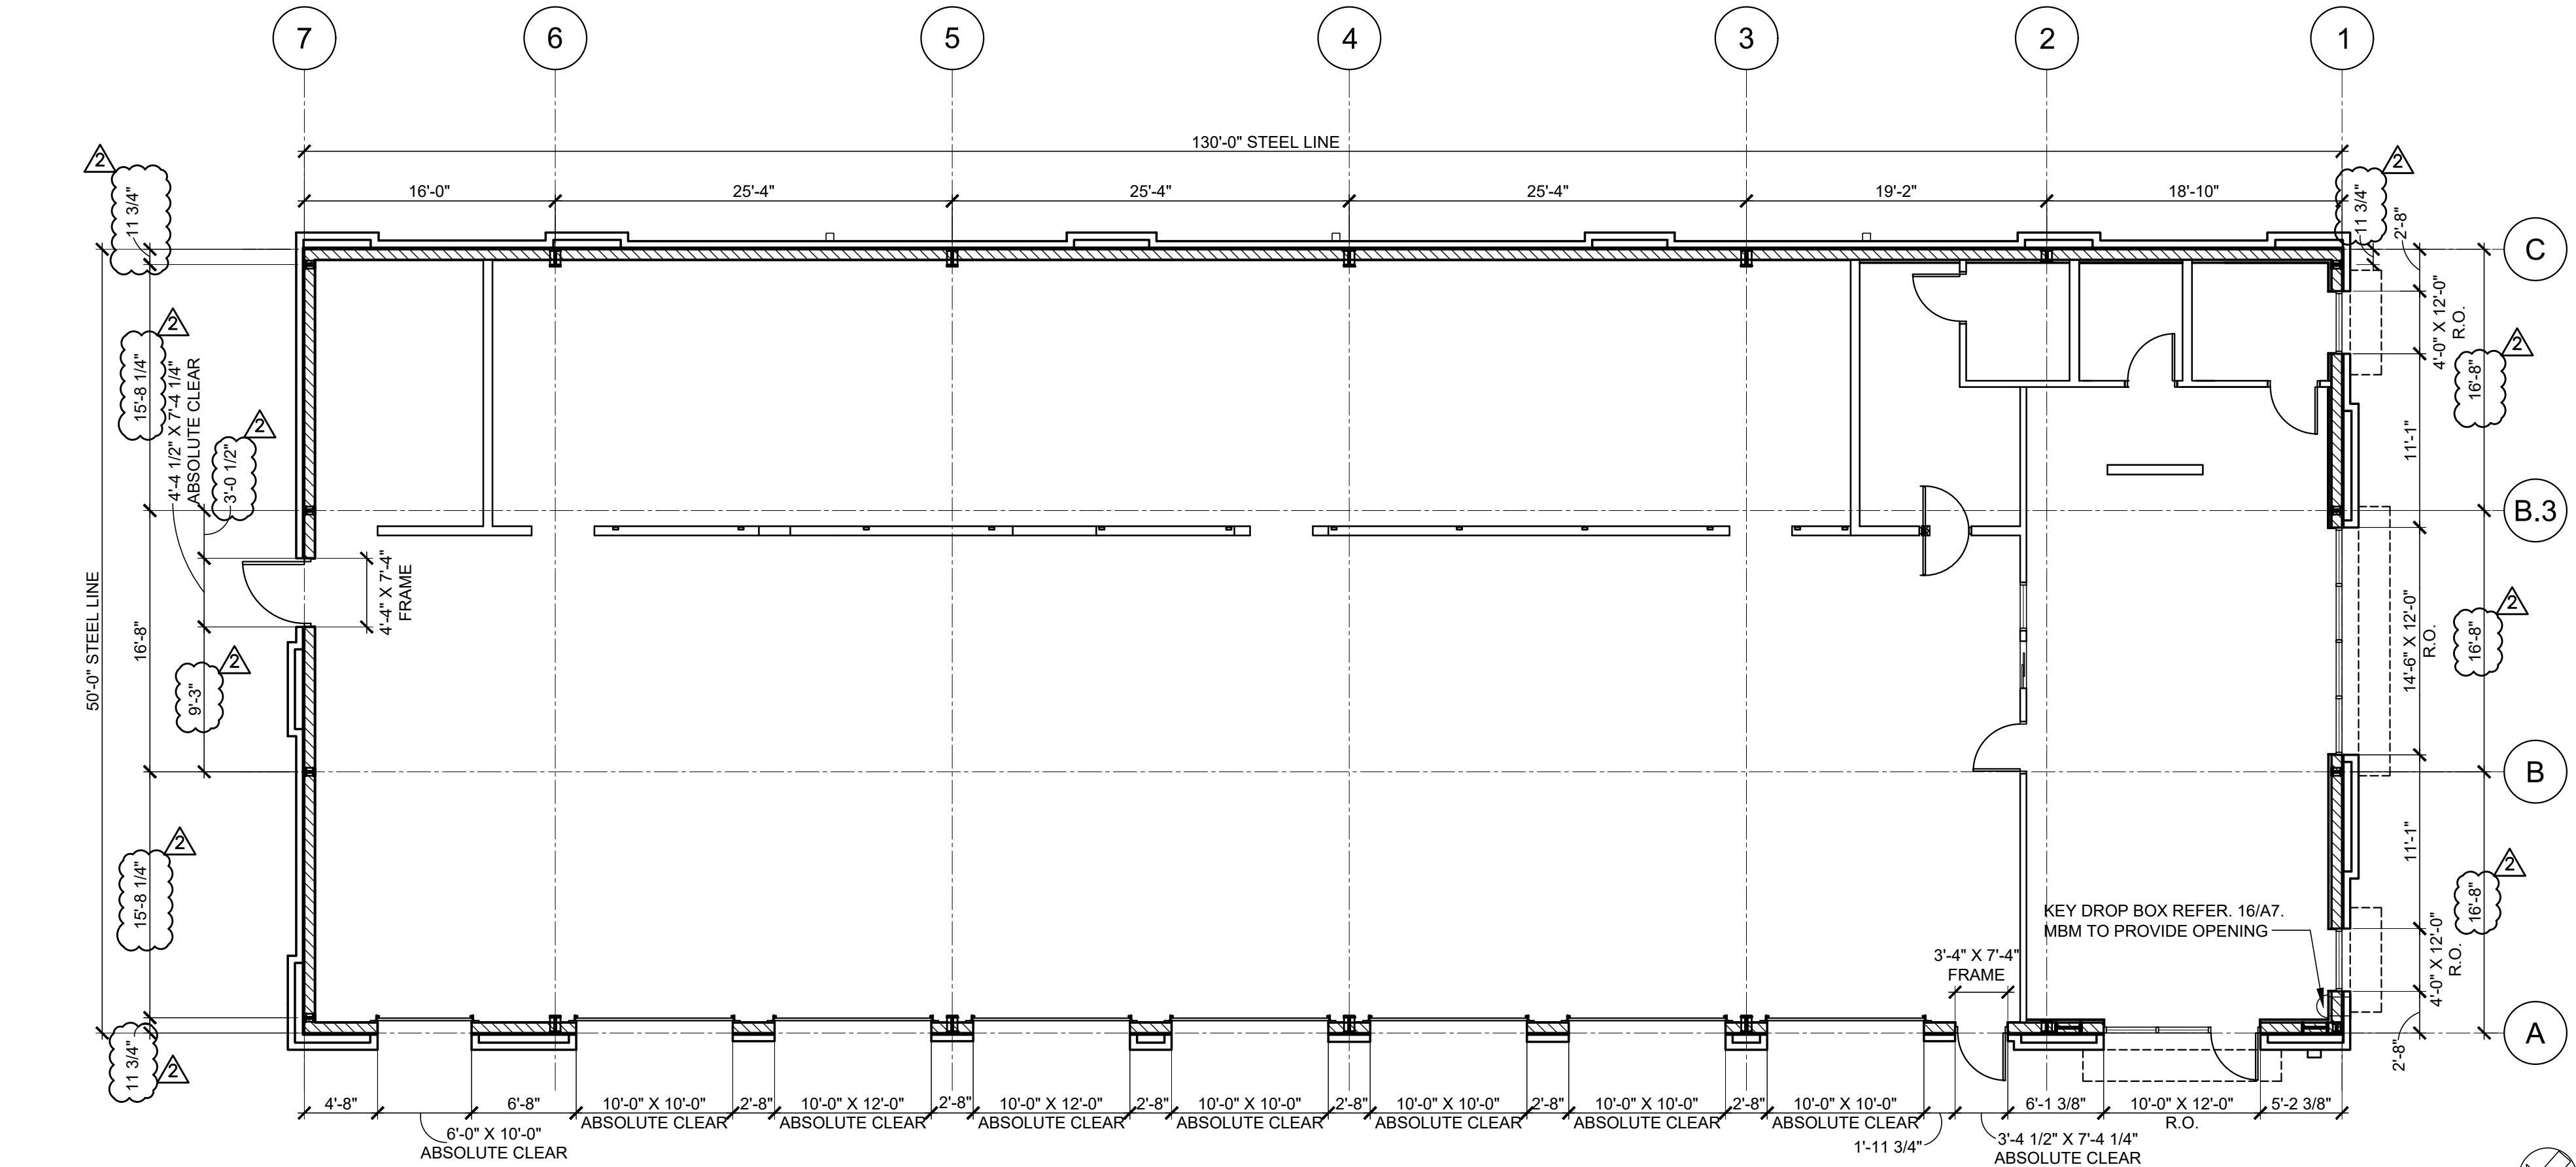 7 6 5 4 3 2 1
130'-0" STEEL LINE
16'-0" 25'-4" 25'-4" 25'-4" 19'-2" 18'-10"
2
11 3/4"
2
15'-8 1/4"
4'-4 1/2" X 7'-4 1/4"
ABSOLUTE CLEAR
2
3'-0 1/2"
50'-0" STEEL LINE
16'-8"
4'-4" X 7'-4"
FRAME
2
9'-3"
2
15'-8 1/4"
11 3/4"
2
2
11 3/4"
2'-8"
C
4'-0" X 12'-0"
R.O.
2
16'-8"
11'-1"
B.3
14'-6" X 12'-0"
R.O.
2
16'-8"
B
11'-1"
2
16'-8"
4'-0" X 12'-0"
R.O.
2'-8"
A
KEY DROP BOX REFER. 16/A7.
MBM TO PROVIDE OPENING
3'-4" X 7'-4"
FRAME
4'-8"
6'-0" X 10'-0"
ABSOLUTE CLEAR
6'-8"
10'-0" X 10'-0"
ABSOLUTE CLEAR
2'-8"
10'-0" X 12'-0"
ABSOLUTE CLEAR
2'-8"
10'-0" X 12'-0"
ABSOLUTE CLEAR
2'-8"
10'-0" X 10'-0"
ABSOLUTE CLEAR
2'-8"
10'-0" X 10'-0"
ABSOLUTE CLEAR
2'-8"
10'-0" X 10'-0"
ABSOLUTE CLEAR
2'-8"
10'-0" X 10'-0"
ABSOLUTE CLEAR
1'-11 3/4"
3'-4 1/2" X 7'-4 1/4"
ABSOLUTE CLEAR
6'-1 3/8"
10'-0" X 12'-0"
R.O.
5'-2 3/8"